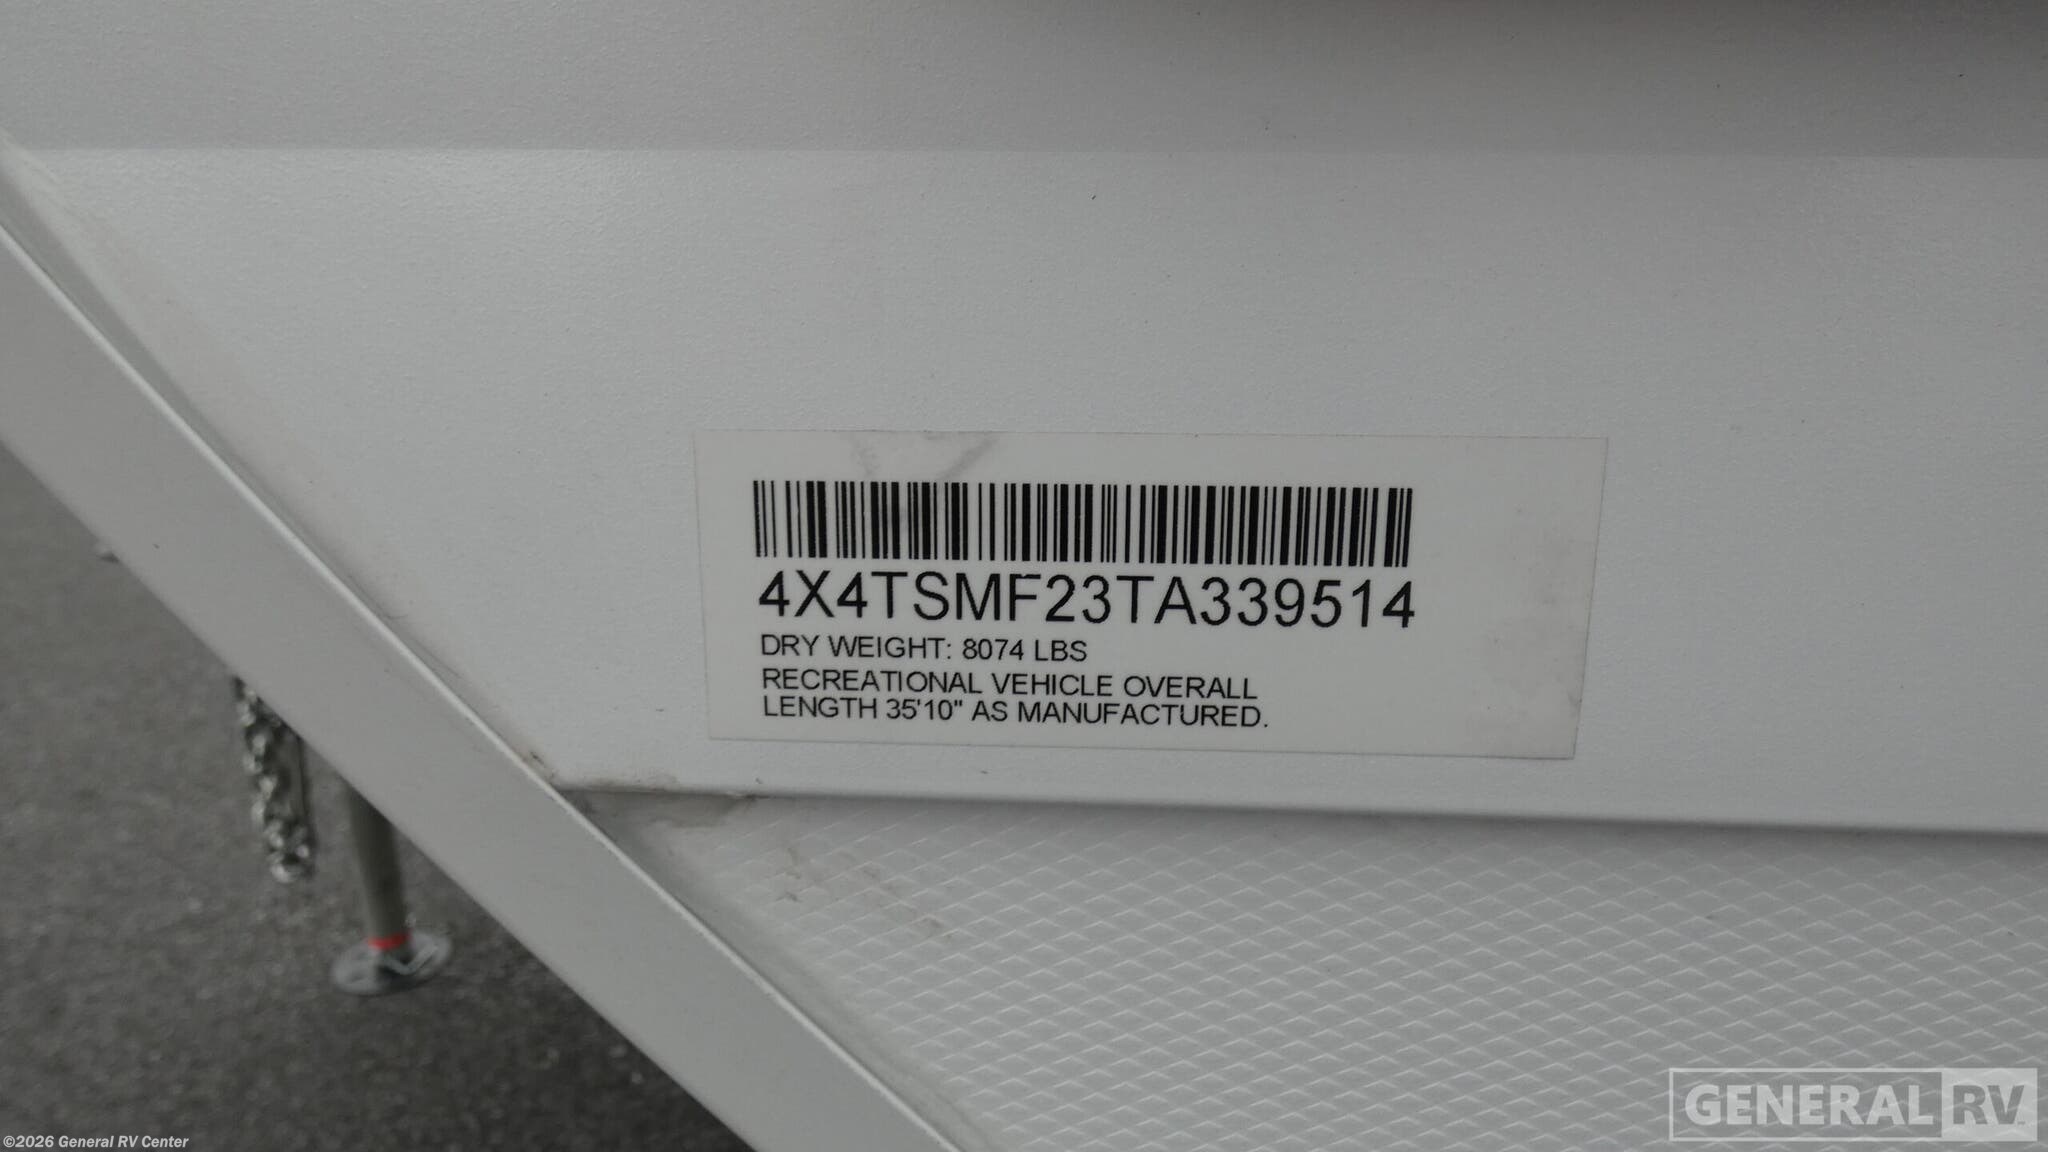 4X4TSMF23TA339514
DRY WEIGHT: 8074 LBS
RECREATIONAL VEHICLE OVERALL
LENGTH 35'10" AS MANUFACTURED.
GENERAL RV
©2026 General RV Center